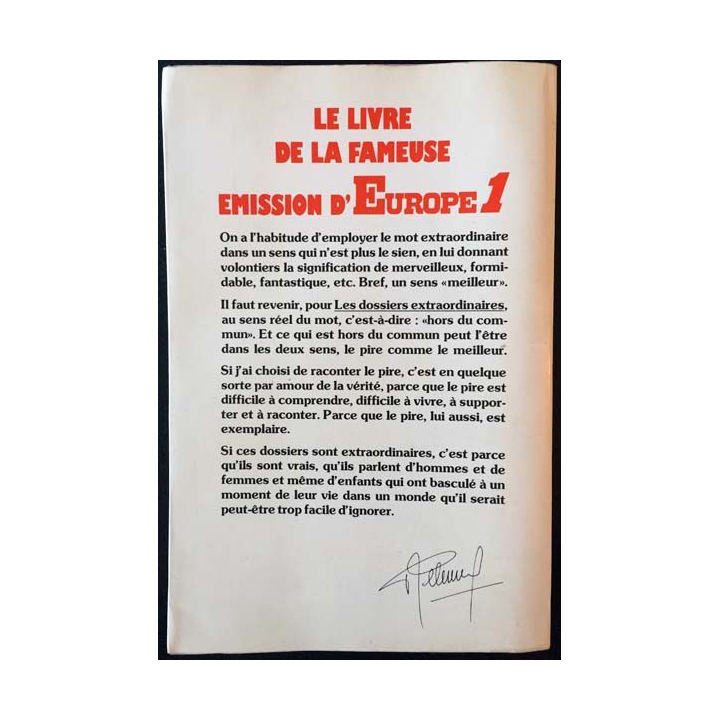 LE LIVRE
DE LA FAMEUSE
EMISSION D'EUROPE 1
On a l'habitude d'employer le mot extraordinaire
dans un sens qui n'est plus le sien, en lui donnant
volontiers la signification de merveilleux, formi-
dable, fantastique, etc. Bref, un sens «meilleur».
Il faut revenir, pour Les dossiers extraordinaires,
au sens réel du mot, c'est-à-dire : «hors du com-
mun». Et ce qui est hors du commun peut l'être
dans les deux sens, le pire comme le meilleur.
Si j'ai choisi de raconter le pire, c'est en quelque
sorte par amour de la vérité, parce que le pire est
difficile à comprendre, difficile à vivre, à suppor-
ter et à raconter. Parce que le pire, lui aussi, est
exemplaire.
Si ces dossiers sont extraordinaires, c'est parce
qu'ils sont vrais, qu'ils parlent d'hommes et de
femmes et même d'enfants qui ont basculé à un
moment de leur vie dans un monde qu'il serait
peut-être trop facile d'ignorer.